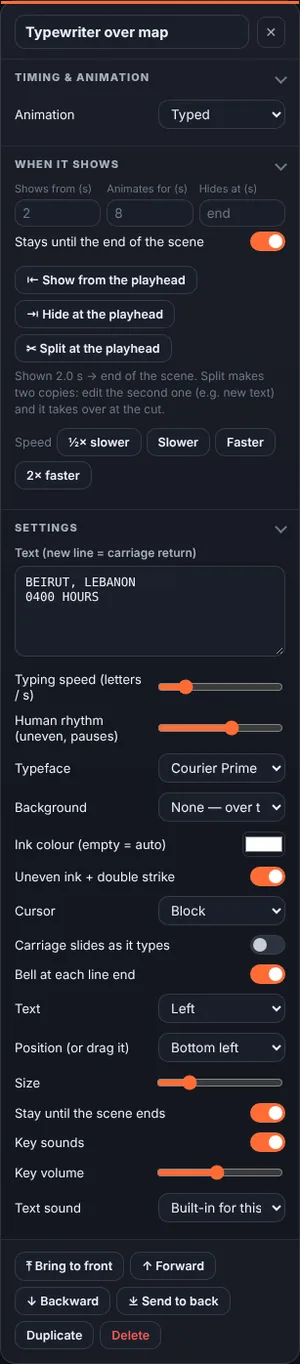 Typewriter over map ✕
TIMING & ANIMATION
Animation Typed
WHEN IT SHOWS
Shows from (s) Animates for (s) Hides at (s)
2 8 end
Stays until the end of the scene
⇤ Show from the playhead
⇥ Hide at the playhead
✂ Split at the playhead
Shown 2.0 s → end of the scene. Split makes
two copies: edit the second one (e.g. new text)
and it takes over at the cut.
Speed ½× slower Slower Faster
2× faster
SETTINGS
Text (new line = carriage return)
BEIRUT, LEBANON
0400 HOURS
Typing speed (letters
/ s)
Human rhythm
(uneven, pauses)
Typeface Courier Prime
Background None — over t
Ink colour (empty = auto)
Uneven ink + double strike
Cursor Block
Carriage slides as it types
Bell at each line end
Text Left
Position (or drag it) Bottom left
Size
Stay until the scene ends
Key sounds
Key volume
Text sound Built-in for this
⤒ Bring to front ↑ Forward
↓ Backward ⤓ Send to back
Duplicate Delete